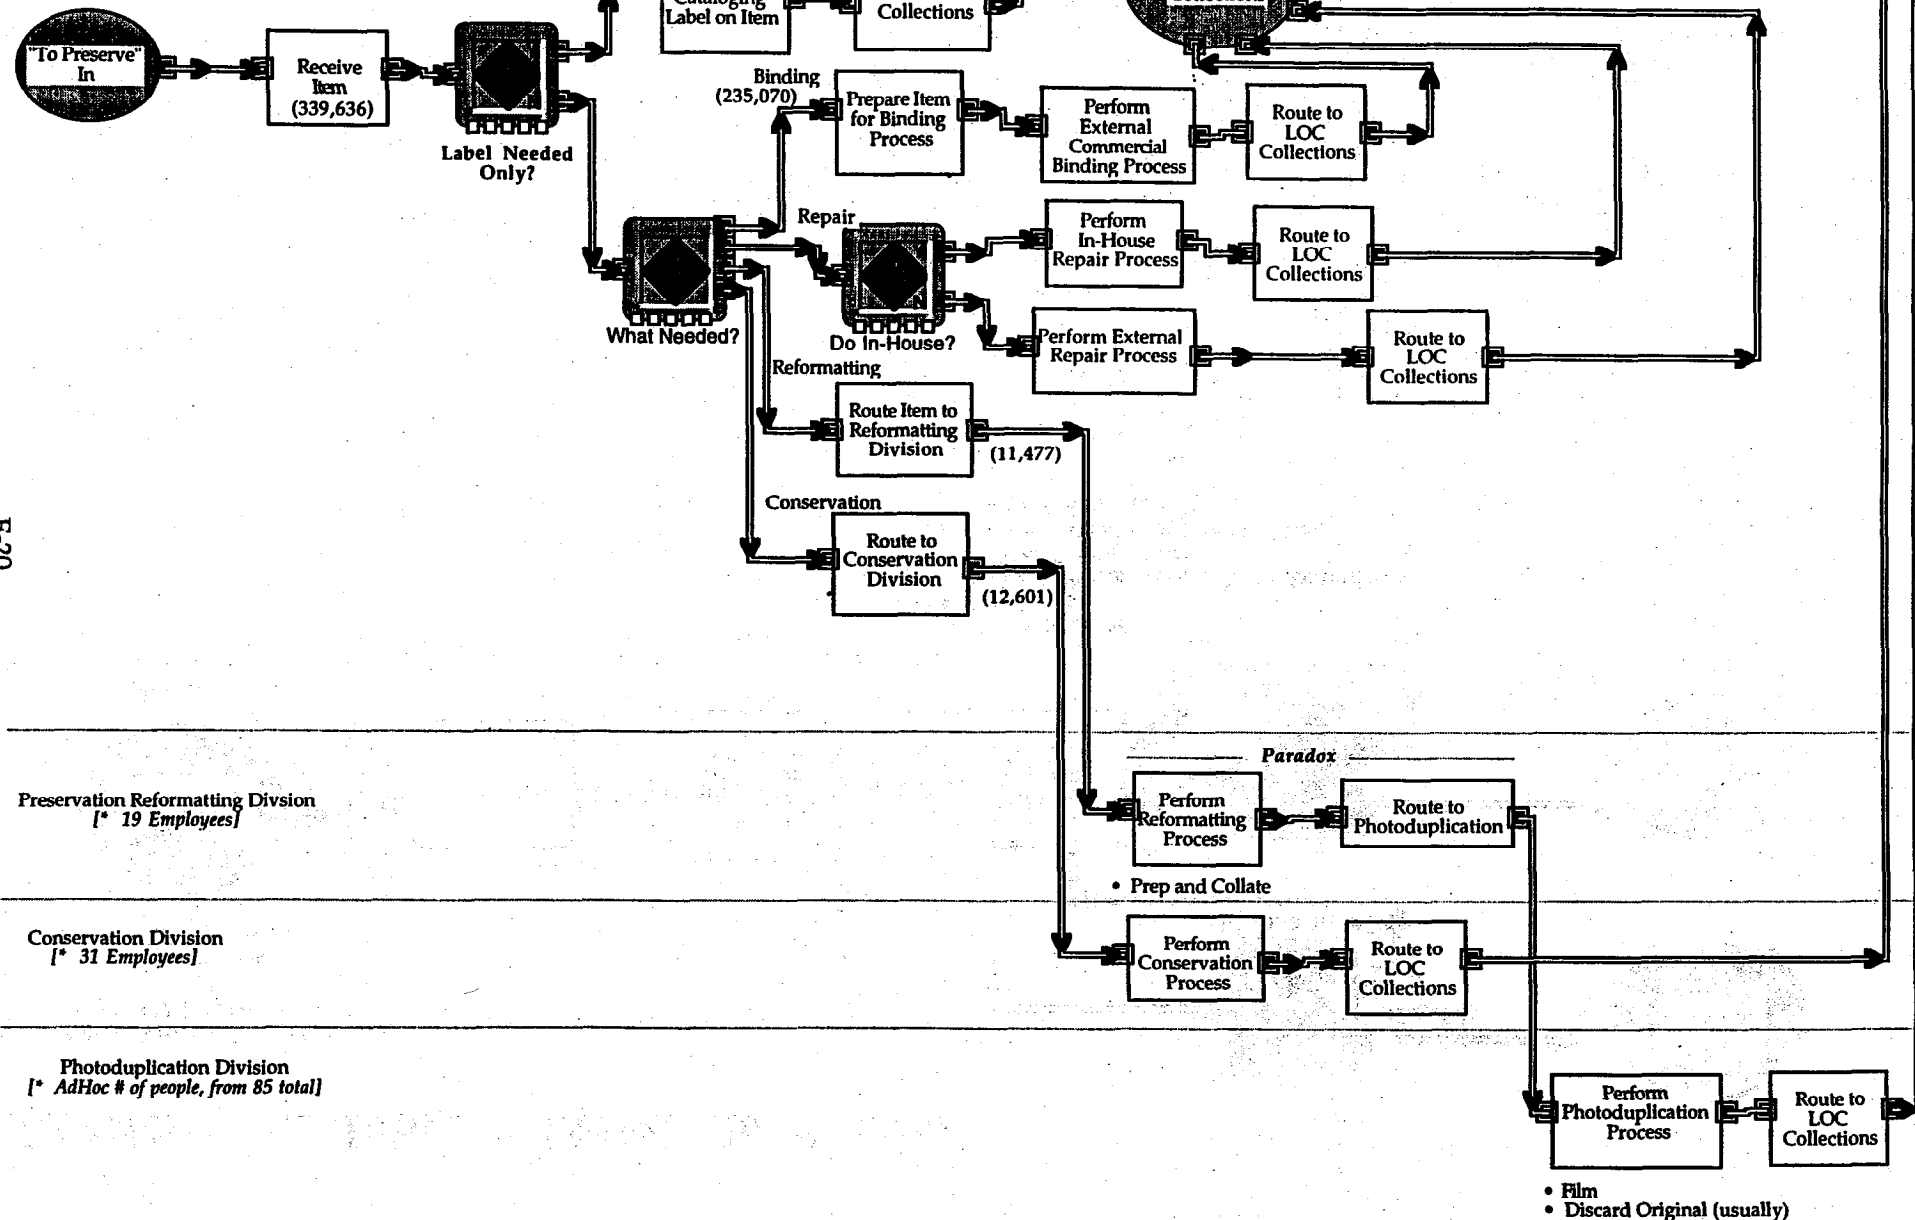 Cataloging
Label on Item
Collections
"To Preserve"
In
Receive
Item
(339,636)
Label Needed
Only?
Binding
(235,070)
Prepare Item
for Binding
Process
Perform
External
Commercial
Binding Process
Route to
LOC
Collections
What Needed?
Repair
Do In-House?
Perform
In-House
Repair Process
Route to
LOC
Collections
Perform External
Repair Process
Route to
LOC
Collections
Reformatting
Route Item to
Reformatting
Division
(11,477)
Conservation
Route to
Conservation
Division
(12,601)
Preservation Reformatting Divsion
[* 19 Employees]
Paradox
Perform
Reformatting
Process
Route to
Photoduplication
• Prep and Collate
Conservation Division
[* 31 Employees]
Perform
Conservation
Process
Route to
LOC
Collections
Photoduplication Division
[* AdHoc # of people, from 85 total]
Perform
Photoduplication
Process
Route to
LOC
Collections
• Film
• Discard Original (usually)